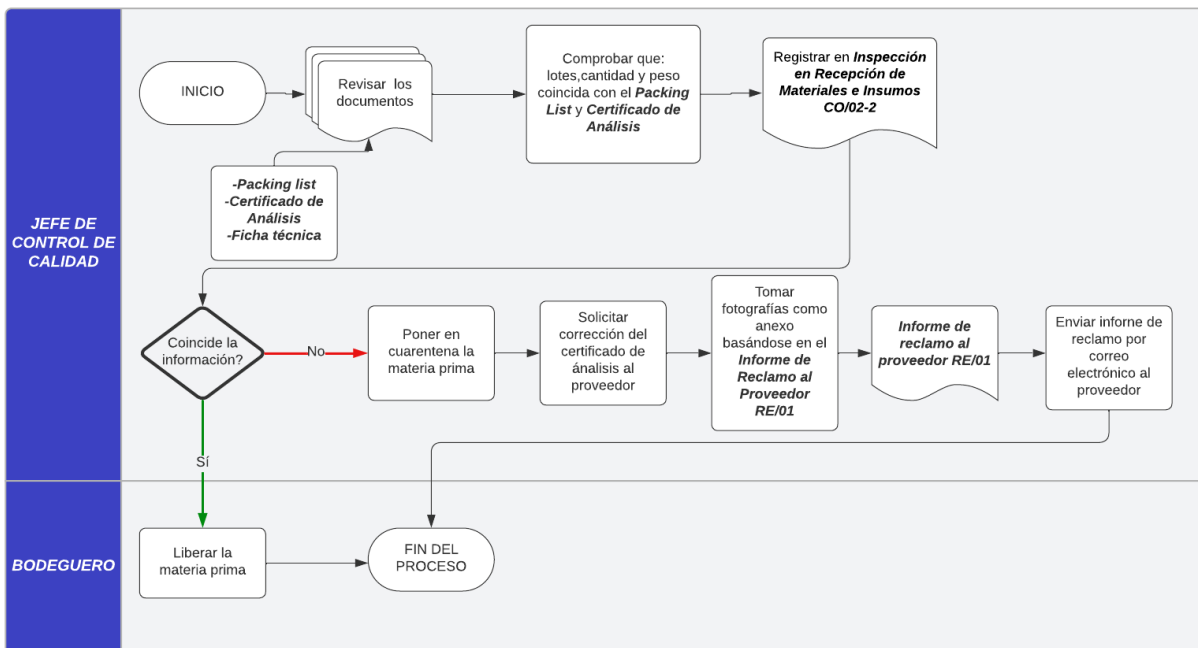 INICIO
Revisar los
documentos
Comprobar que:
lotes,cantidad y peso
coincida con el Packing
List y Certificado de
Análisis
Registrar en Inspección
en Recepción de
Materiales e Insumos
CO/02-2
-Packing list
-Certificado de
Análisis
-Ficha técnica
JEFE DE
CONTROL DE
CALIDAD
Coincide la
información?
No
Poner en
cuarentena la
materia prima
Solicitar
corrección del
certificado de
ánalisis al
proveedor
Tomar
fotografías como
anexo
basándose en el
Informe de
Reclamo al
Proveedor
RE/01
Informe de
reclamo al
proveedor RE/01
Enviar informe de
reclamo por
correo
electrónico al
proveedor
Sí
BODEGUERO
Liberar la
materia prima
FIN DEL
PROCESO